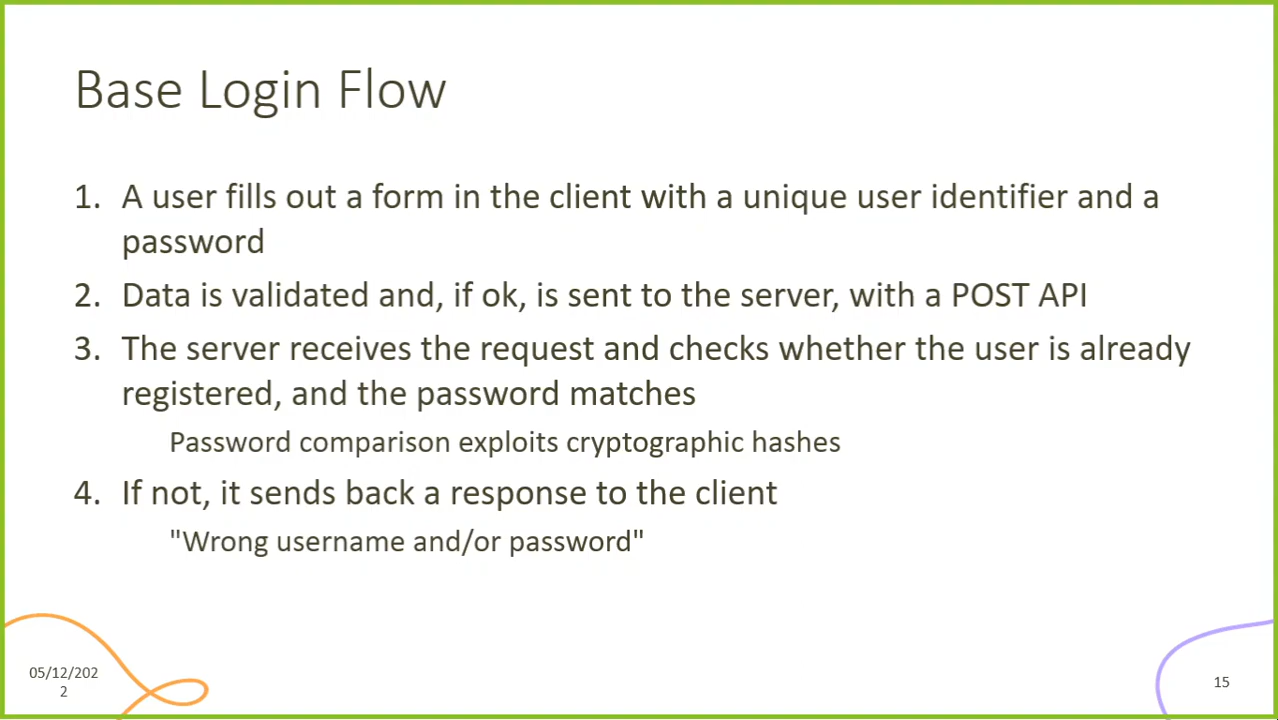 Base Login Flow
1. A user fills out a form in the client with a unique user identifier and a
password
2. Data is validated and, if ok, is sent to the server, with a POST API
3. The server receives the request and checks whether the user is already
registered, and the password matches
Password comparison exploits cryptographic hashes
4. If not, it sends back a response to the client
"Wrong username and/or password"
05/12/202
2
15